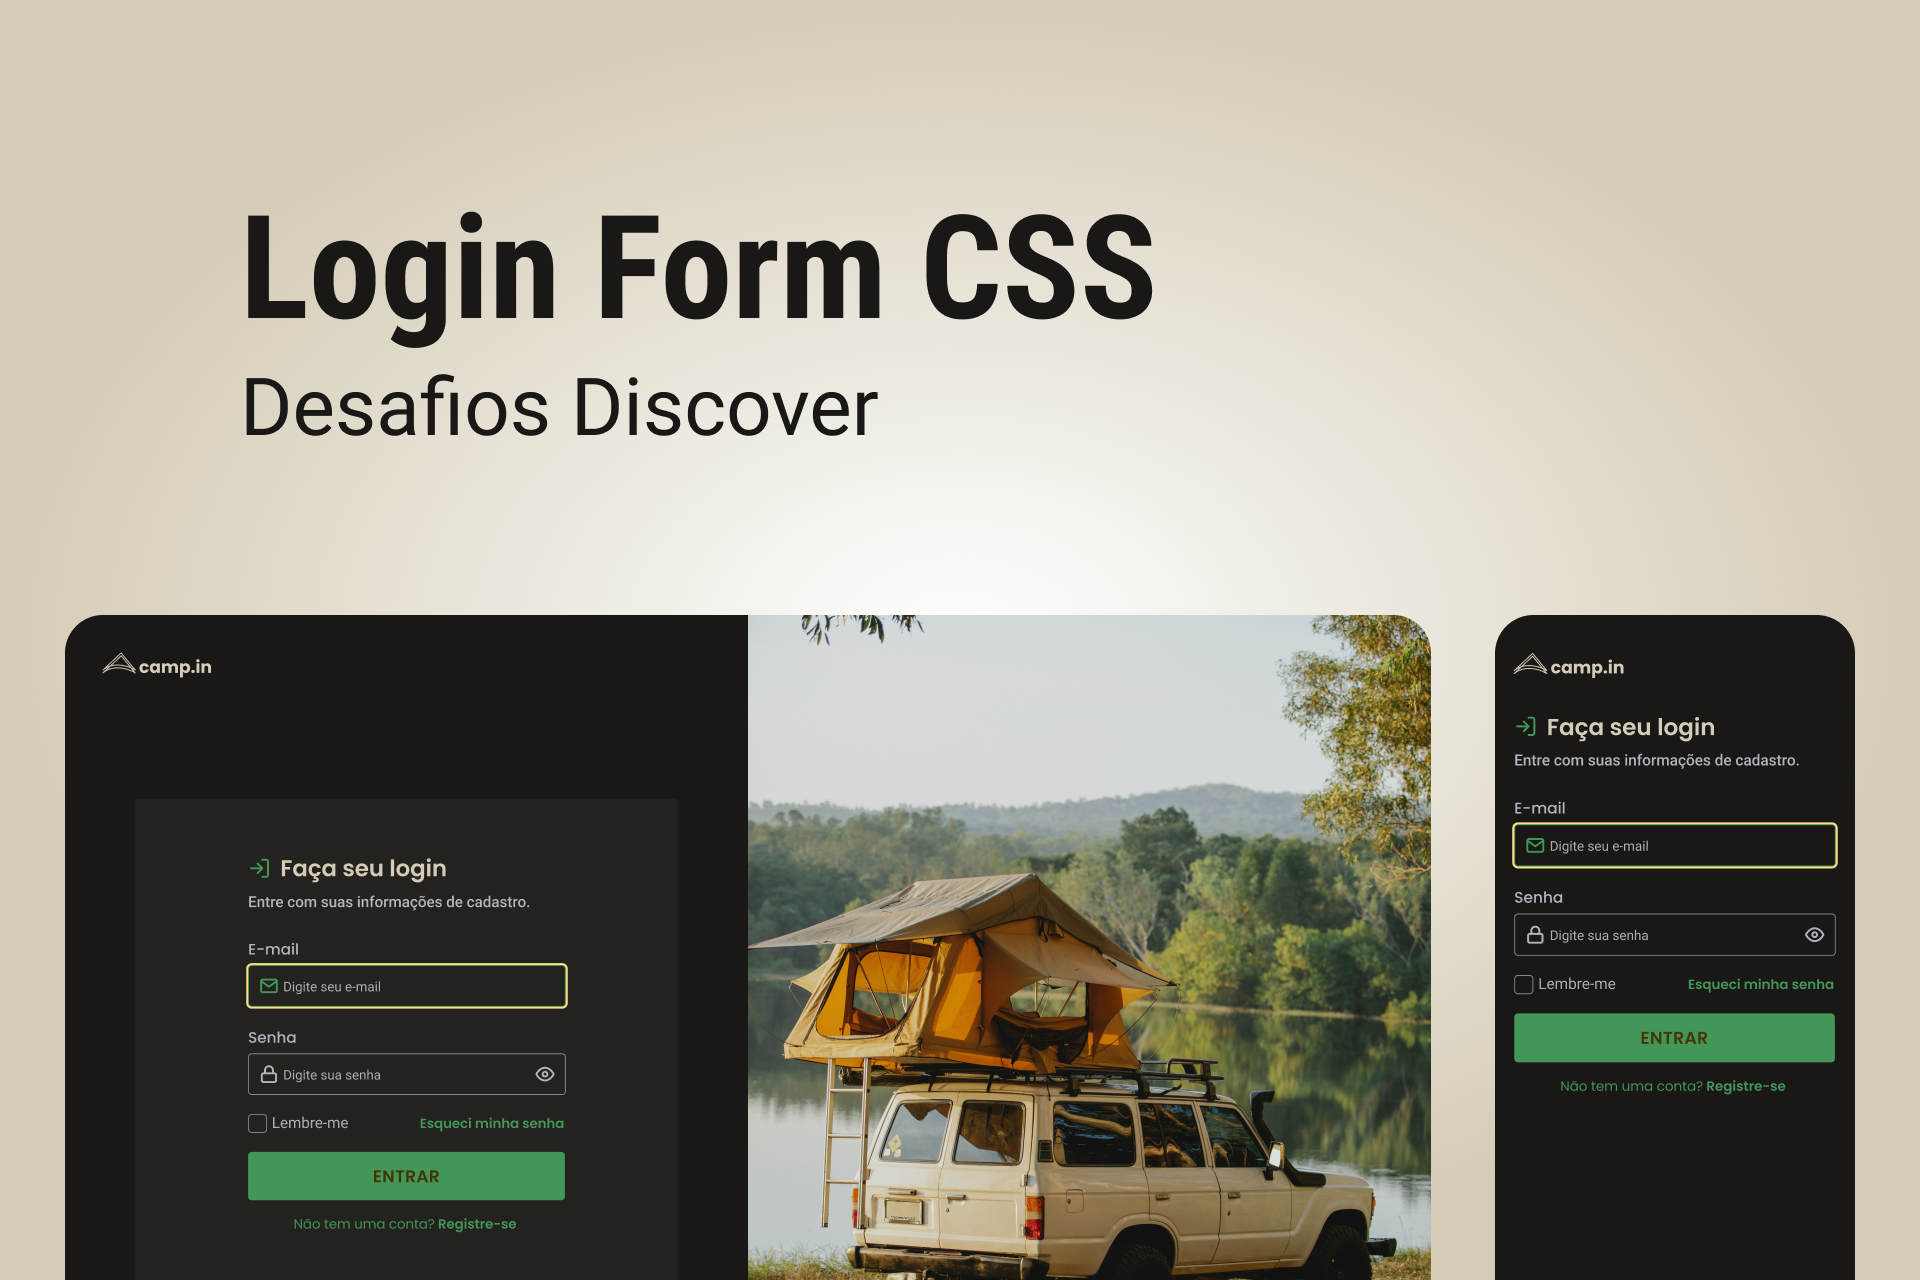 Login Form CSS
Desafios Discover
camp.in
Faça seu login
Entre com suas informações de cadastro.
E-mail
Digite seu e-mail
Senha
Digite sua senha
Lembre-me
Esqueci minha senha
ENTRAR
Não tem uma conta? Registre-se
camp.in
Faça seu login
Entre com suas informações de cadastro.
E-mail
Digite seu e-mail
Senha
Digite sua senha
Lembre-me
Esqueci minha senha
ENTRAR
Não tem uma conta? Registre-se